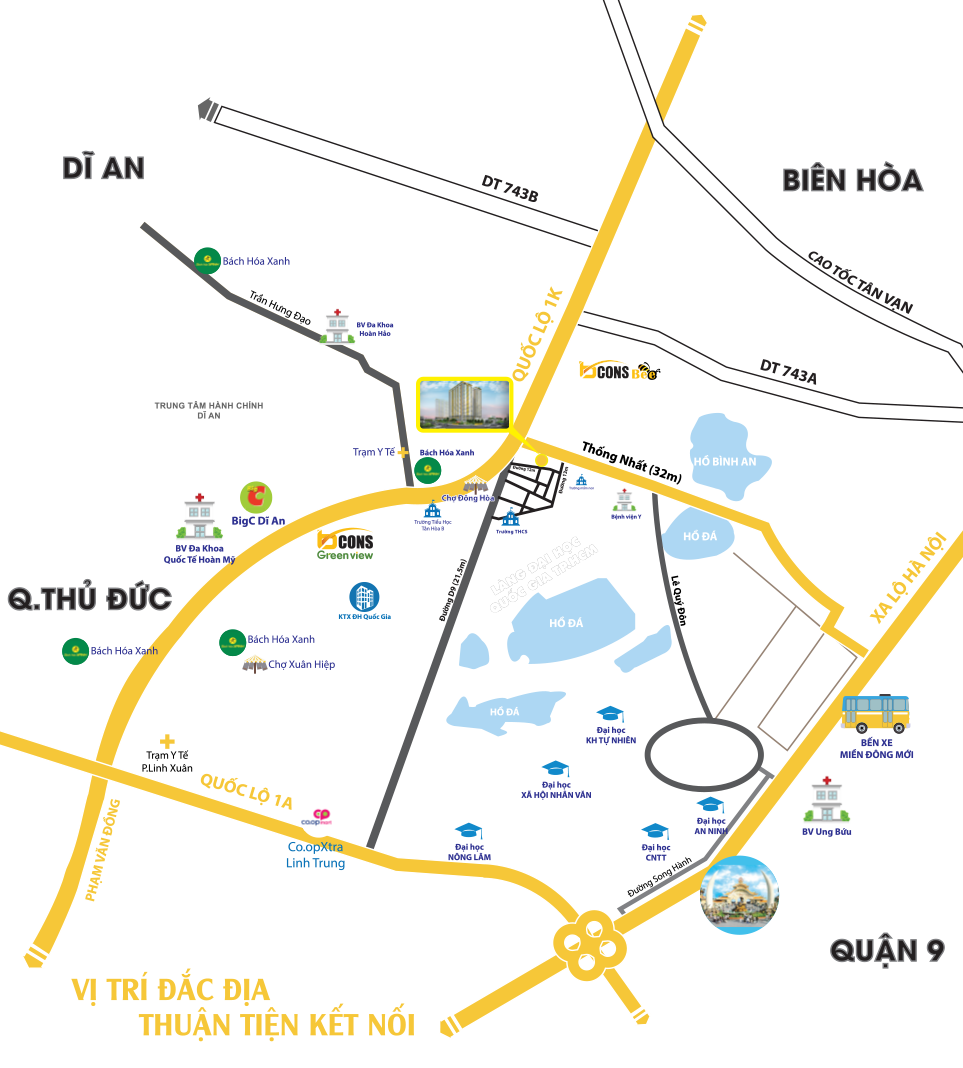 DĨ AN
BIÊN HÒA
DT 743B
CAO TỐC TÂN VẠN
Bách Hóa Xanh
Trần Hưng Đạo
BV Đa Khoa
Hoàn Hảo
QUỐC LỘ 1K
DT 743A
BCONS Bee
TRUNG TÂM HÀNH CHÍNH
DĨ AN
Trạm Y Tế
Bách Hóa Xanh
Thống Nhất (32m)
HỒ BÌNH AN
Đường 12m
Đường 13m
Chợ Đông Hòa
BigC Dĩ An
Trường Tiểu Học
Tân Hòa B
Trường THCS
Bệnh viện Y
HỒ ĐÁ
BV Đa Khoa
Quốc Tế Hoàn Mỹ
BCONS
Green view
LÀNG ĐẠI HỌC
QUỐC GIA TP.HCM
XA LỘ HÀ NỘI
Q.THỦ ĐỨC
KTX ĐH Quốc Gia
Đường D9 (21,5m)
Lê Quý Đôn
HỒ ĐÁ
Bách Hóa Xanh
Bách Hóa Xanh
Chợ Xuân Hiệp
HỒ ĐÁ
Đại học
KH TỰ NHIÊN
BẾN XE
MIỀN ĐÔNG MỚI
Trạm Y Tế
P.Linh Xuân
QUỐC LỘ 1A
Đại học
XÃ HỘI NHÂN VĂN
PHẠM VĂN ĐỒNG
co.opmart
Co.opXtra
Linh Trung
Đại học
NÔNG LÂM
Đại học
CNTT
Đại học
AN NINH
BV Ung Bứu
Đường Song Hành
QUẬN 9
VỊ TRÍ ĐẮC ĐỊA
THUẬN TIỆN KẾT NỐI